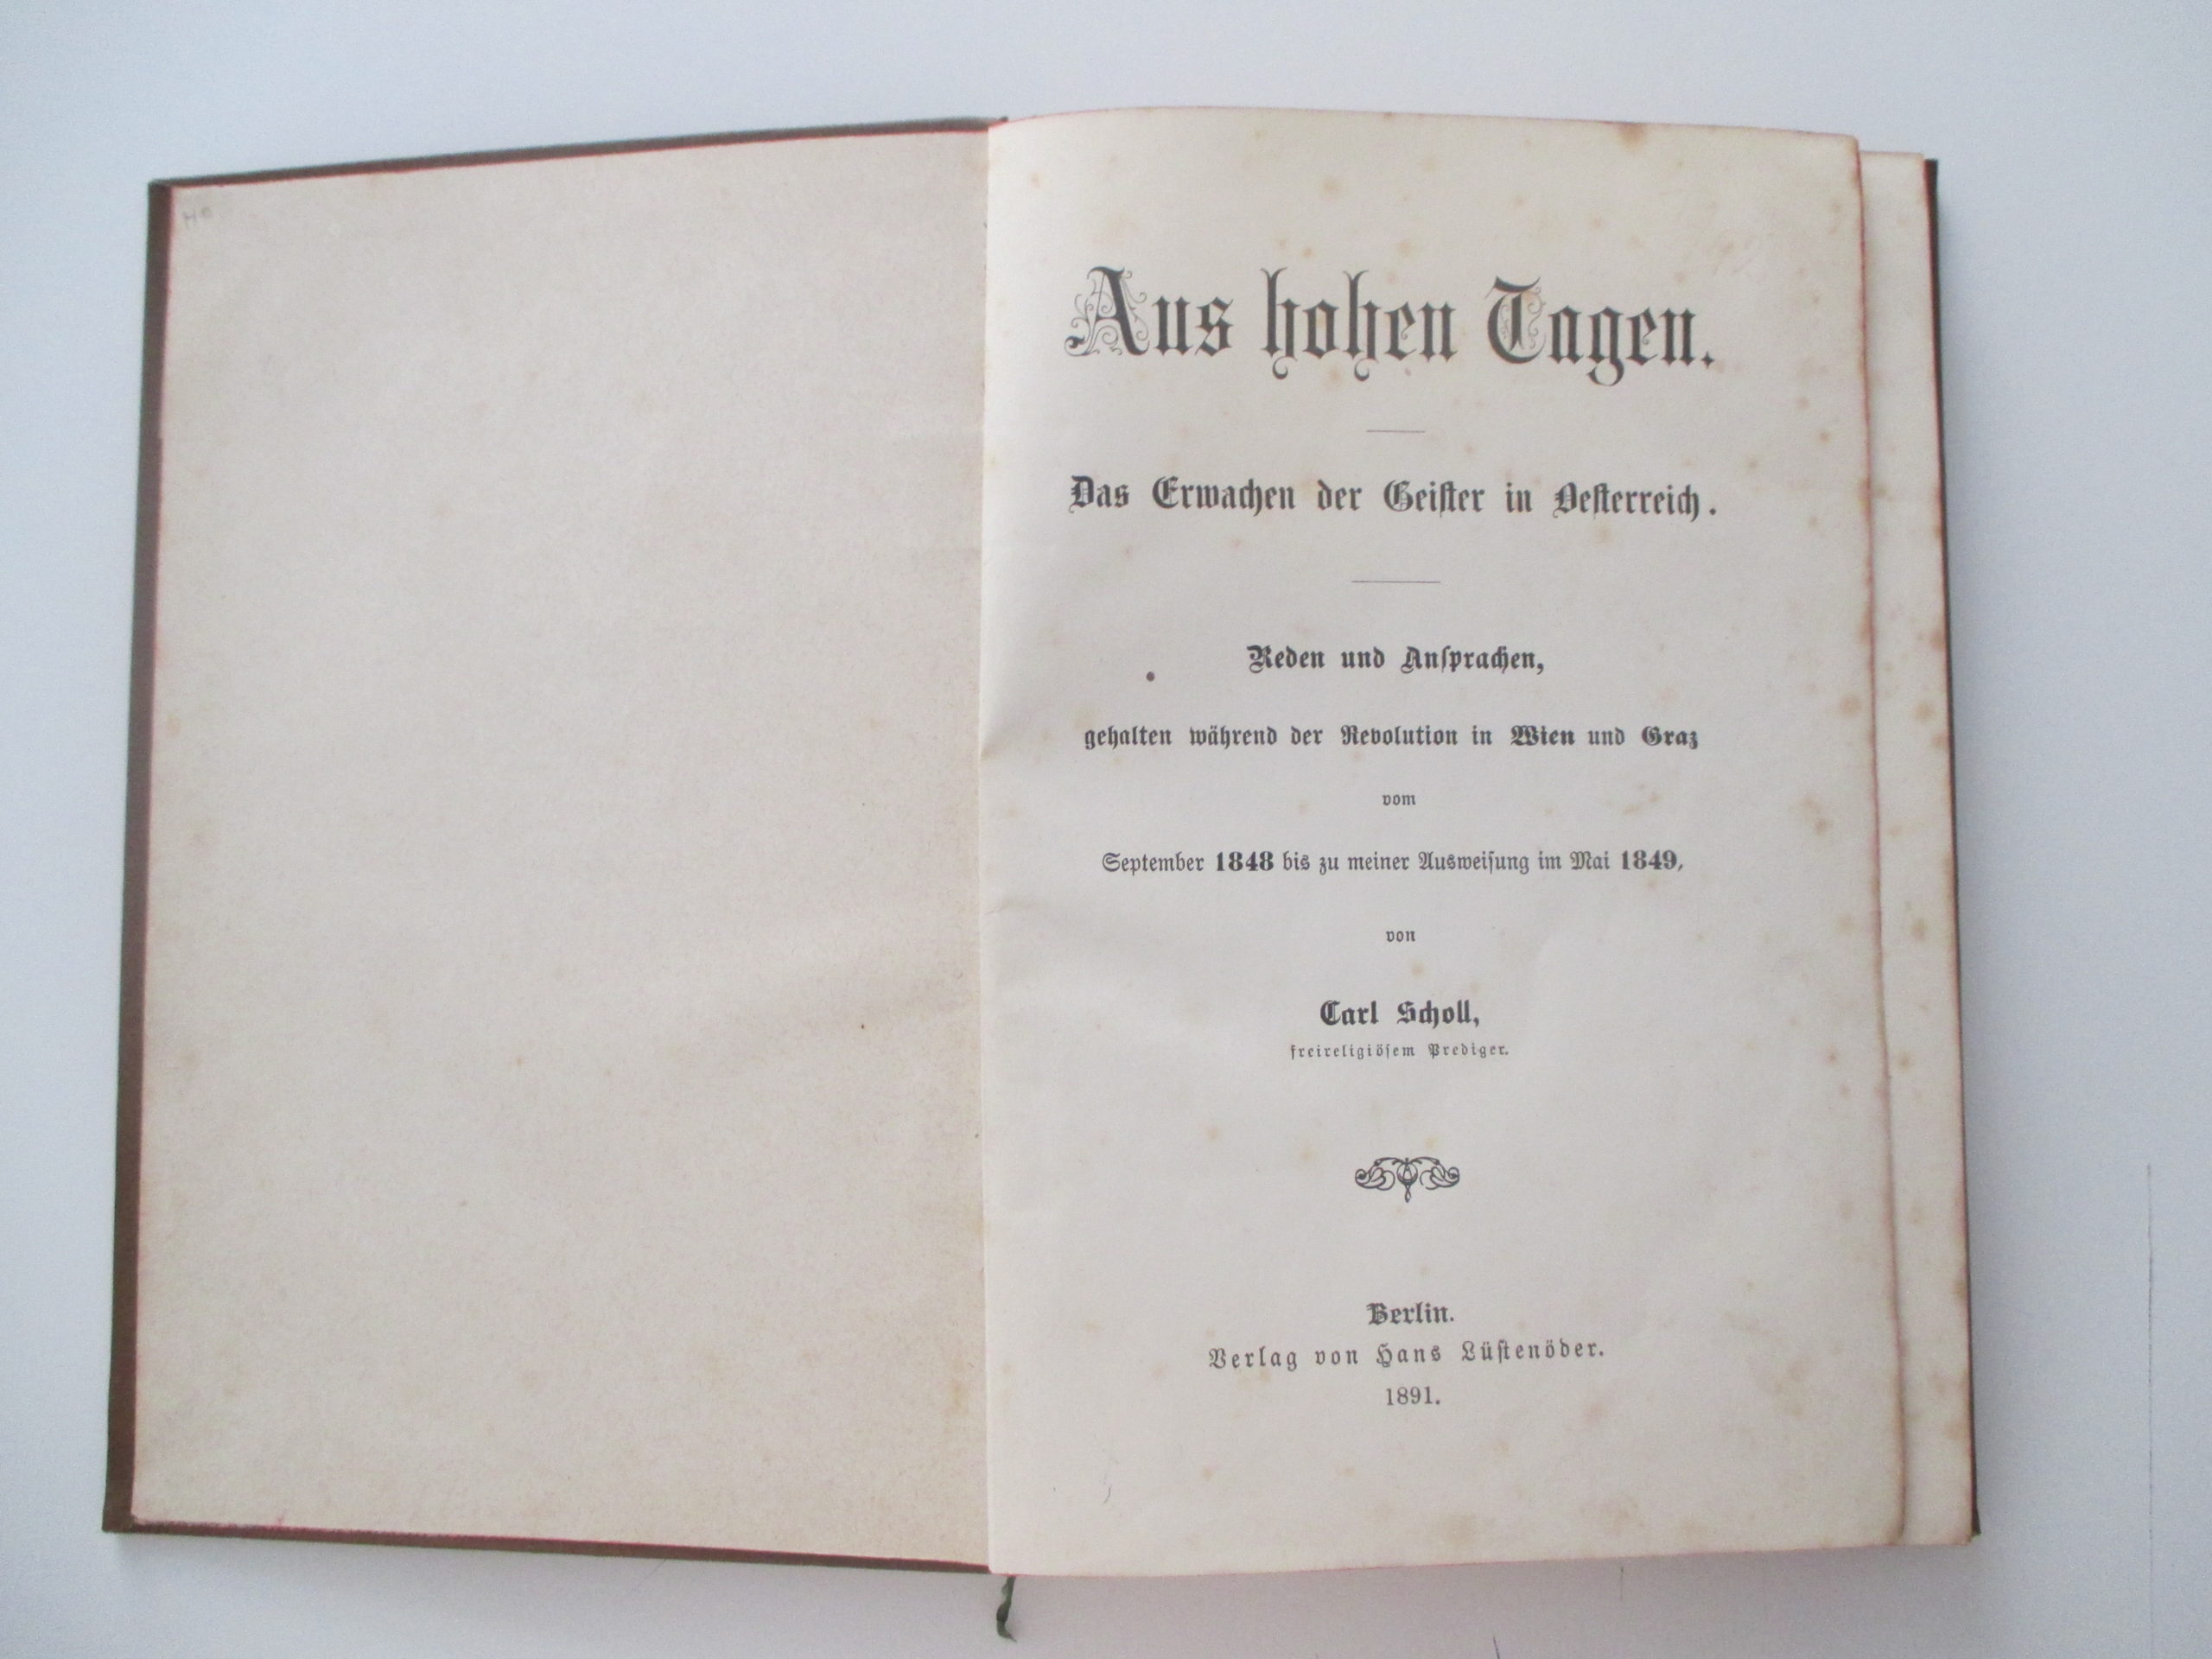 Aus hohen Tagen.
Das Erwachen der Geiſter in Oeſterreich.
Reden und Anſprachen,
gehalten während der Revolution in Wien und Graz
vom
September 1848 bis zu meiner Ausweiſung im Mai 1849,
von
Carl Scholl,
freireligiöſem Prediger.
Berlin.
Verlag von Hans Lüſtenöder.
1891.